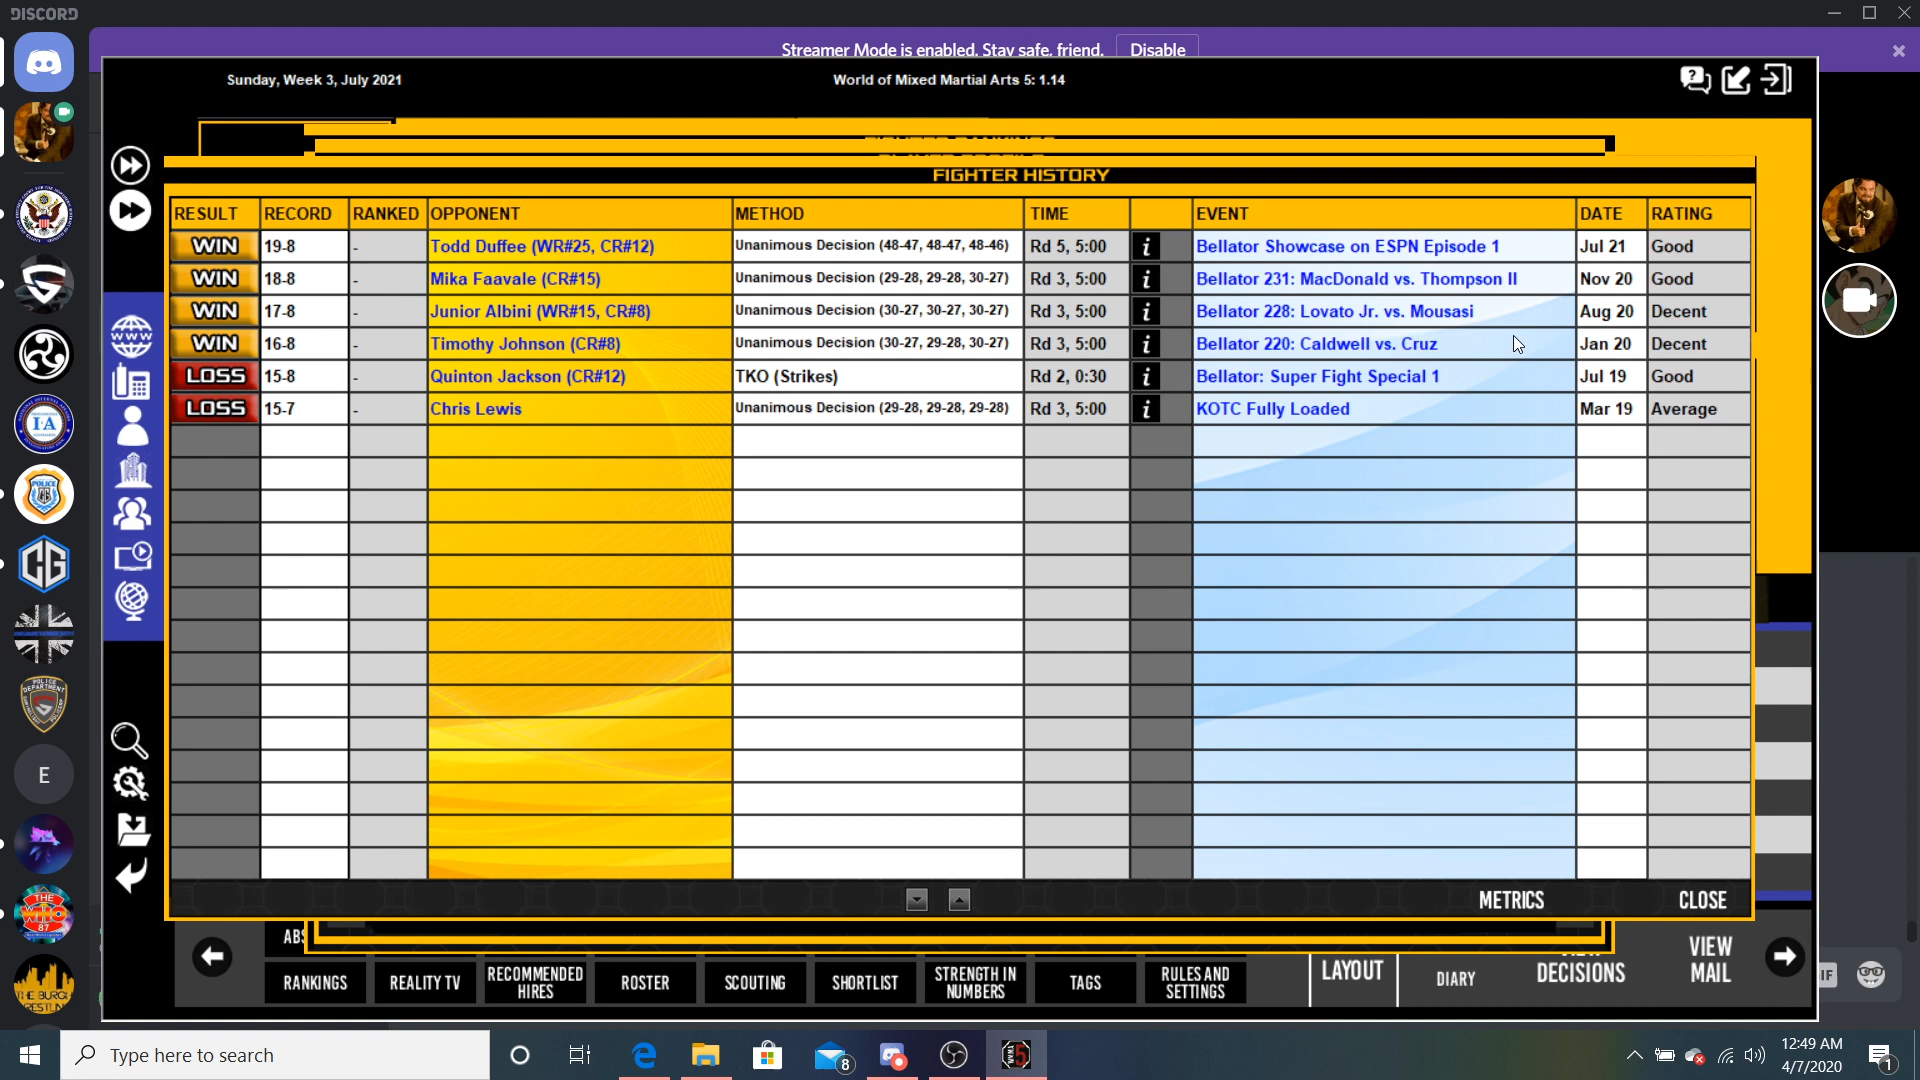 DISCORD
Streamer Mode is enabled. Stay safe, friend. Disable
Sunday, Week 3, July 2021
World of Mixed Martial Arts 5: 1.14
FIGHTER HISTORY
RESULT RECORD RANKED OPPONENT METHOD TIME EVENT DATE RATING
WIN 19-8 - Todd Duffee (WR#25, CR#12) Unanimous Decision (48-47, 48-47, 48-46) Rd 5, 5:00 i Bellator Showcase on ESPN Episode 1 Jul 21 Good
WIN 18-8 - Mika Faavale (CR#15) Unanimous Decision (29-28, 29-28, 30-27) Rd 3, 5:00 i Bellator 231: MacDonald vs. Thompson II Nov 20 Good
WIN 17-8 - Junior Albini (WR#15, CR#8) Unanimous Decision (30-27, 30-27, 30-27) Rd 3, 5:00 i Bellator 228: Lovato Jr. vs. Mousasi Aug 20 Decent
WIN 16-8 - Timothy Johnson (CR#8) Unanimous Decision (30-27, 29-28, 30-27) Rd 3, 5:00 i Bellator 220: Caldwell vs. Cruz Jan 20 Decent
LOSS 15-8 - Quinton Jackson (CR#12) TKO (Strikes) Rd 2, 0:30 i Bellator: Super Fight Special 1 Jul 19 Good
LOSS 15-7 - Chris Lewis Unanimous Decision (29-28, 29-28, 29-28) Rd 3, 5:00 i KOTC Fully Loaded Mar 19 Average
METRICS CLOSE
WWW
IA
CG
E
THE WHO 87
ABS
RANKINGS REALITY TV RECOMMENDED HIRES ROSTER SCOUTING SHORTLIST STRENGTH IN NUMBERS TAGS RULES AND SETTINGS LAYOUT DIARY DECISIONS VIEW MAIL
IF
Type here to search
8
5
12:49 AM
4/7/2020
1